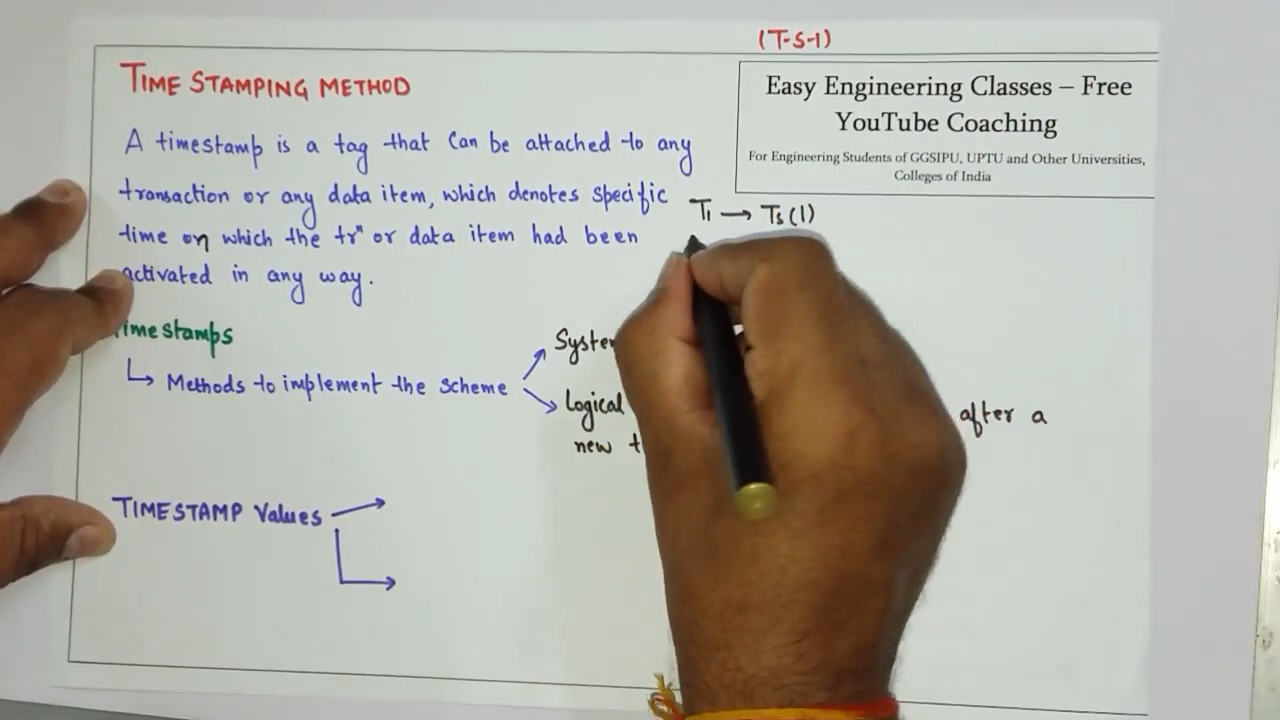 (T-S-1)
TIME STAMPING METHOD
Easy Engineering Classes – Free
YouTube Coaching
For Engineering Students of GGSIPU, UPTU and Other Universities,
Colleges of India
A timestamp is a tag that can be attached to any
transaction or any data item, which denotes specific
time on which the trn or data item had been
activated in any way.
T1 → Ts(1)
Timestamps
Methods to implement the scheme
Logical
after a
new
TIMESTAMP Values